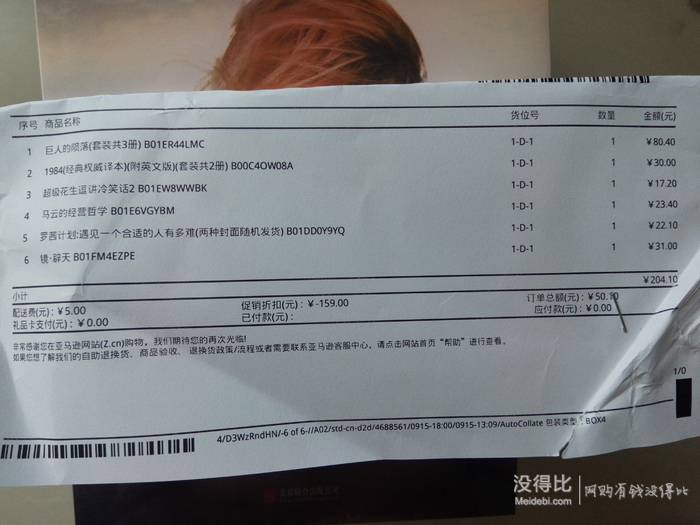 序号 商品名称 货位号 数量 金额(元)
1 巨人的陨落(套装共3册) B01ER44LMC 1-D-1 1 ¥80.40
2 1984(经典权威译本)(附英文版)(套装共2册) B00C4OW08A 1-D-1 1 ¥30.00
3 超级花生逗讲冷笑话2 B01EW8WWBK 1-D-1 1 ¥17.20
4 马云的经营哲学 B01E6VGYBM 1-D-1 1 ¥23.40
5 罗茜计划:遇见一个合适的人有多难(两种封面随机发货) B01DD0Y9YQ 1-D-1 1 ¥22.10
6 镜·辟天 B01FM4EZPE 1-D-1 1 ¥31.00
小计 ¥204.10
配送费(元)：¥5.00 促销折扣(元)：¥-159.00 订单总额(元)：¥50.10
礼品卡支付(元)：¥0.00 已付款(元)： 应付款(元)：¥0.00
非常感谢您在亚马逊网站(Z.cn)购物，我们期待您的再次光临!
如果您想了解我们的自助退换货、商品验收、退换货政策/流程或者需要联系亚马逊客服中心，请点击网站首页“帮助”进行查看。
1/0
4/D3WzRndHN/-6 of 6-//A02/std-cn-d2d/4688561/0915-18:00/0915-13:09/AutoCollate 包装类型：BOX4
没得比 网购有钱没得比
Meidebi.com